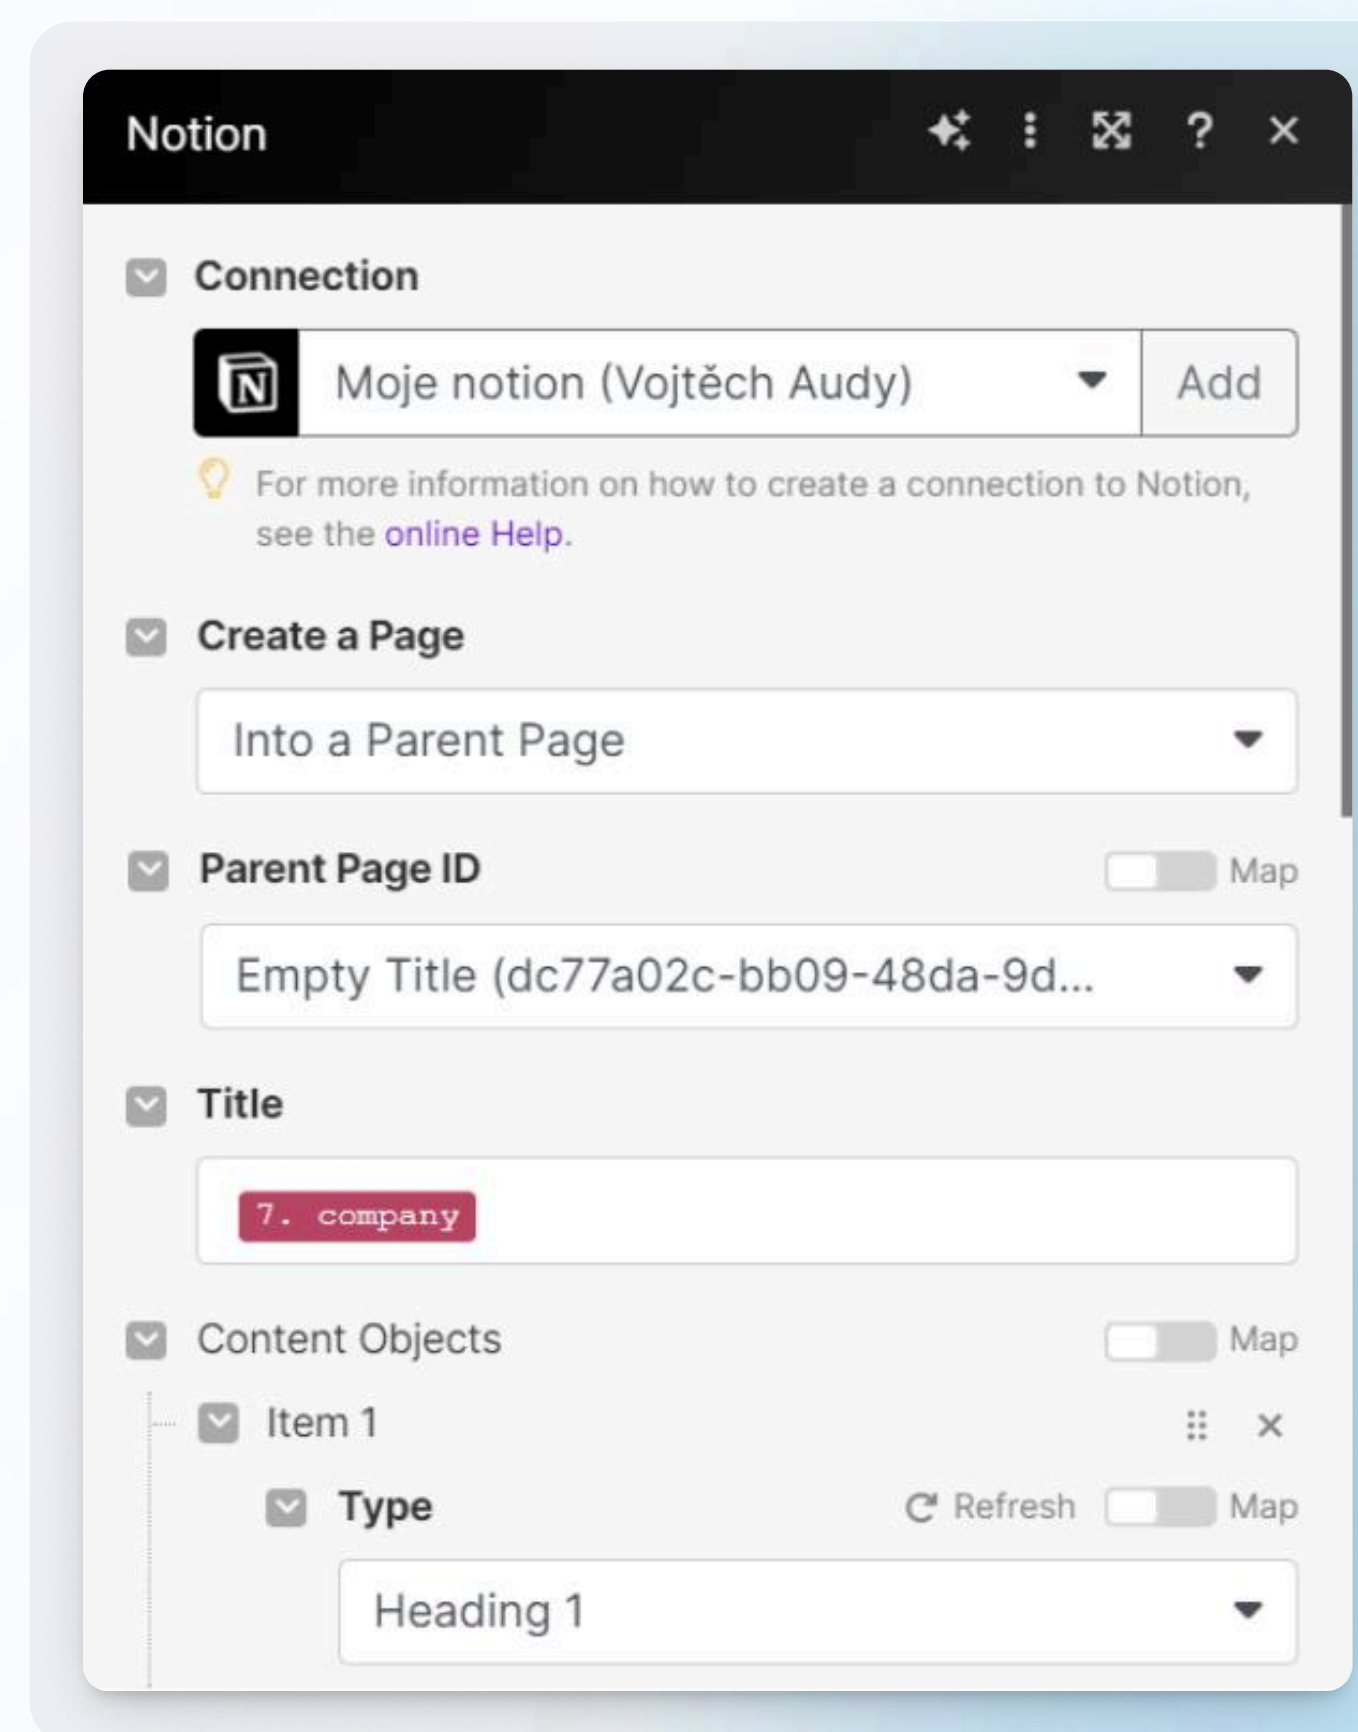 Notion
Connection
Moje notion (Vojtěch Audy)
Add
For more information on how to create a connection to Notion,
see the online Help.
Create a Page
Into a Parent Page
Parent Page ID
Map
Empty Title (dc77a02c-bb09-48da-9d...
Title
7. company
Content Objects
Map
Item 1
Type
Refresh
Map
Heading 1